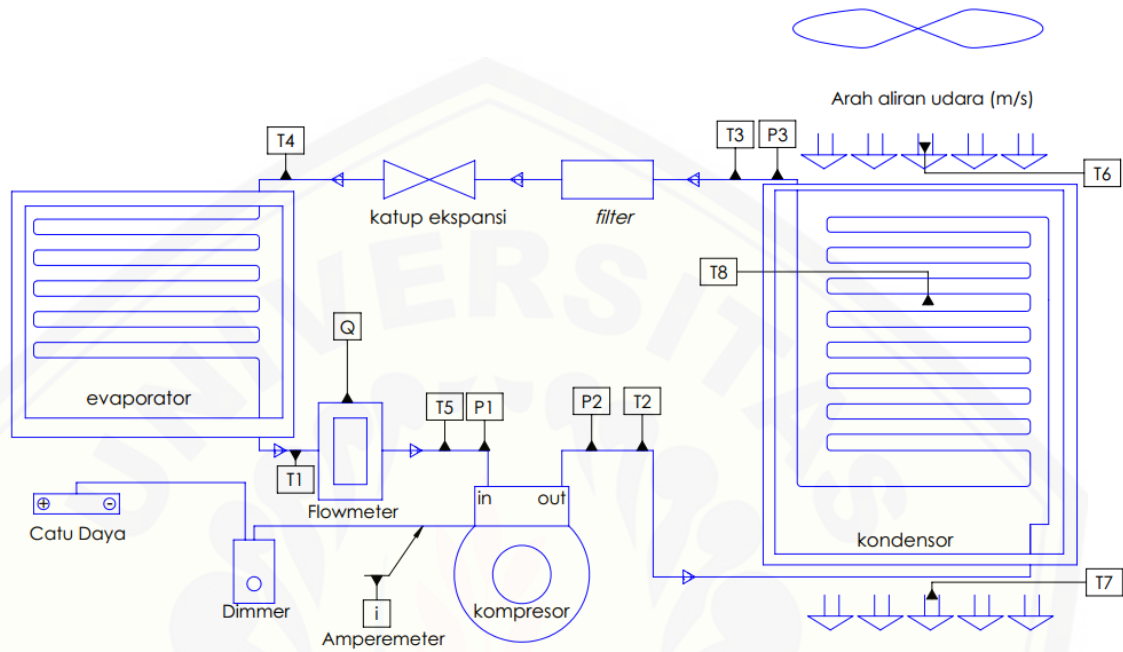 Arah aliran udara (m/s)
T4
T3
P3
T6
katup ekspansi
filter
T8
Q
evaporator
T5
P1
P2
T2
T1
in
out
Flowmeter
Catu Daya
kondensor
T7
kompresor
Dimmer
i
Amperemeter
UNIVERSITAS